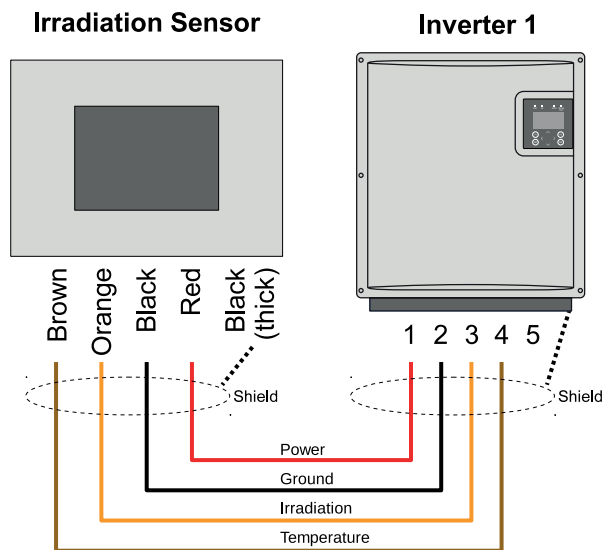 Irradiation Sensor
Inverter 1
Brown
Orange
Black
Red
Black
(thick)
1 2 3 4 5
Shield
Shield
Power
Ground
Irradiation
Temperature